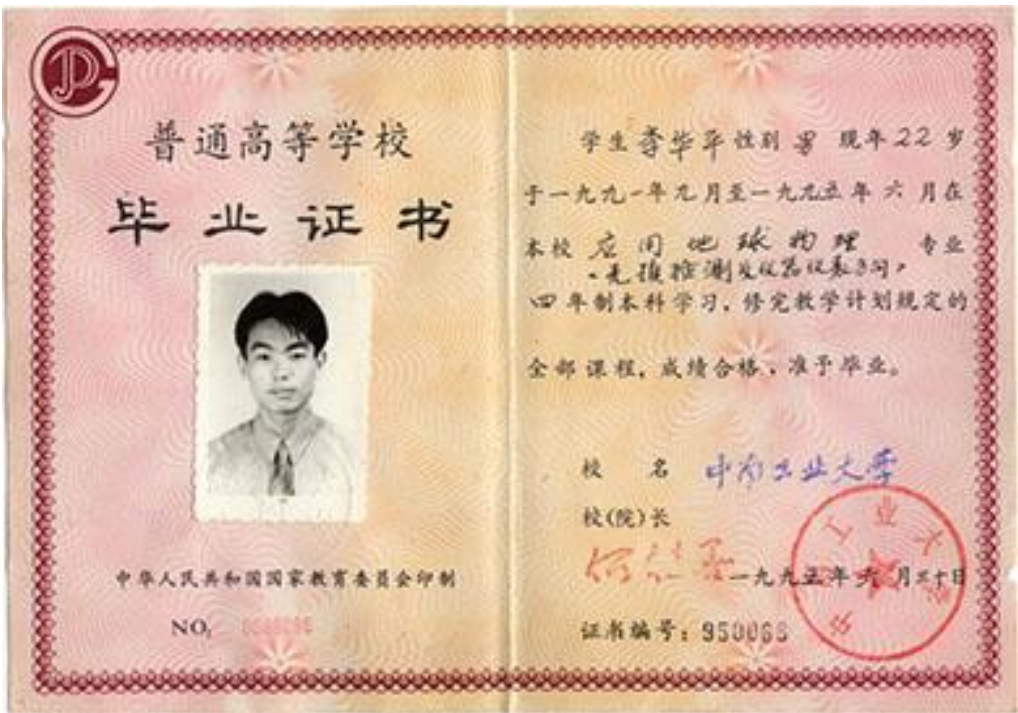 普通高等学校
毕业证书
中华人民共和国国家教育委员会印制
NO.
学生 李华平 性别 男 现年 22 岁
于一九九一年九月至一九九五年六月在
本校 应用地球物理 专业
四年制本科学习,修完教学计划规定的
全部课程,成绩合格,准予毕业。
校 名 中南工业大学
校(院)长
一九九五年六月三十日
证书编号:950068